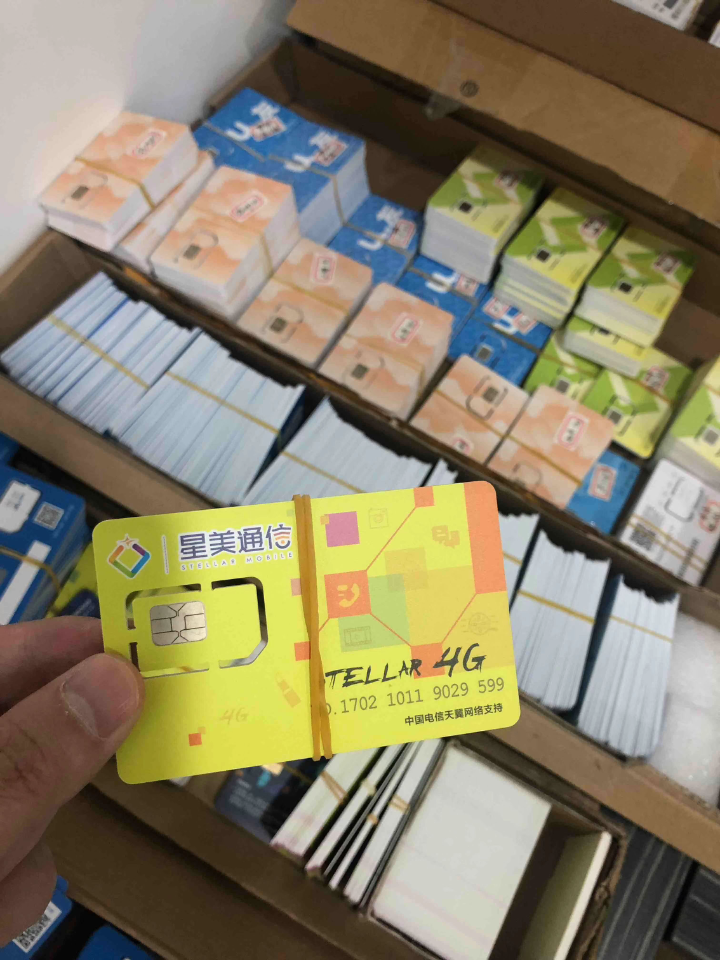 星美通信
STELLAR MOBILE
TELLAR 4G
.1702 1011 9029 599
4G
中国电信天翼网络支持